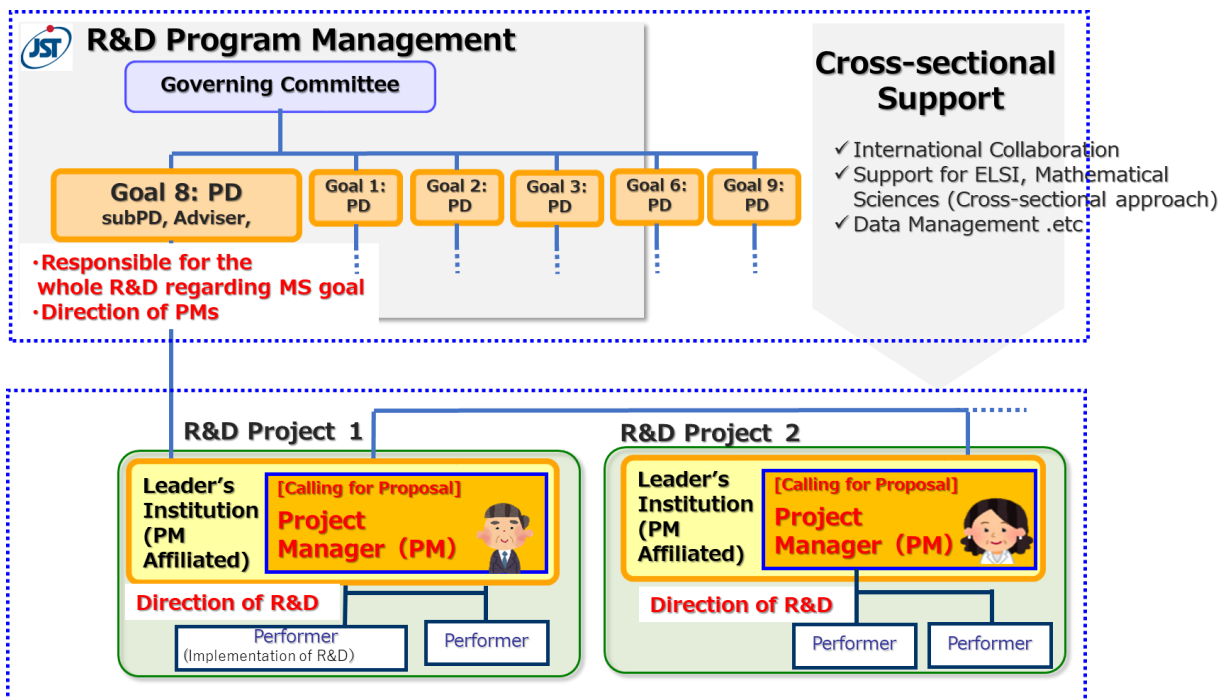 JST
R&D Program Management
Governing Committee
Goal 8: PD
subPD, Adviser,
Goal 1:
PD
Goal 2:
PD
Goal 3:
PD
Goal 6:
PD
Goal 9:
PD
・Responsible for the
whole R&D regarding MS goal
・Direction of PMs
Cross-sectional
Support
✓ International Collaboration
✓ Support for ELSI, Mathematical
Sciences (Cross-sectional approach)
✓ Data Management .etc
R&D Project 1
Leader’s
Institution
(PM
Affiliated)
[Calling for Proposal]
Project
Manager（PM）
Direction of R&D
Performer
(Implementation of R&D)
Performer
R&D Project 2
Leader’s
Institution
(PM
Affiliated)
[Calling for Proposal]
Project
Manager（PM）
Direction of R&D
Performer
Performer